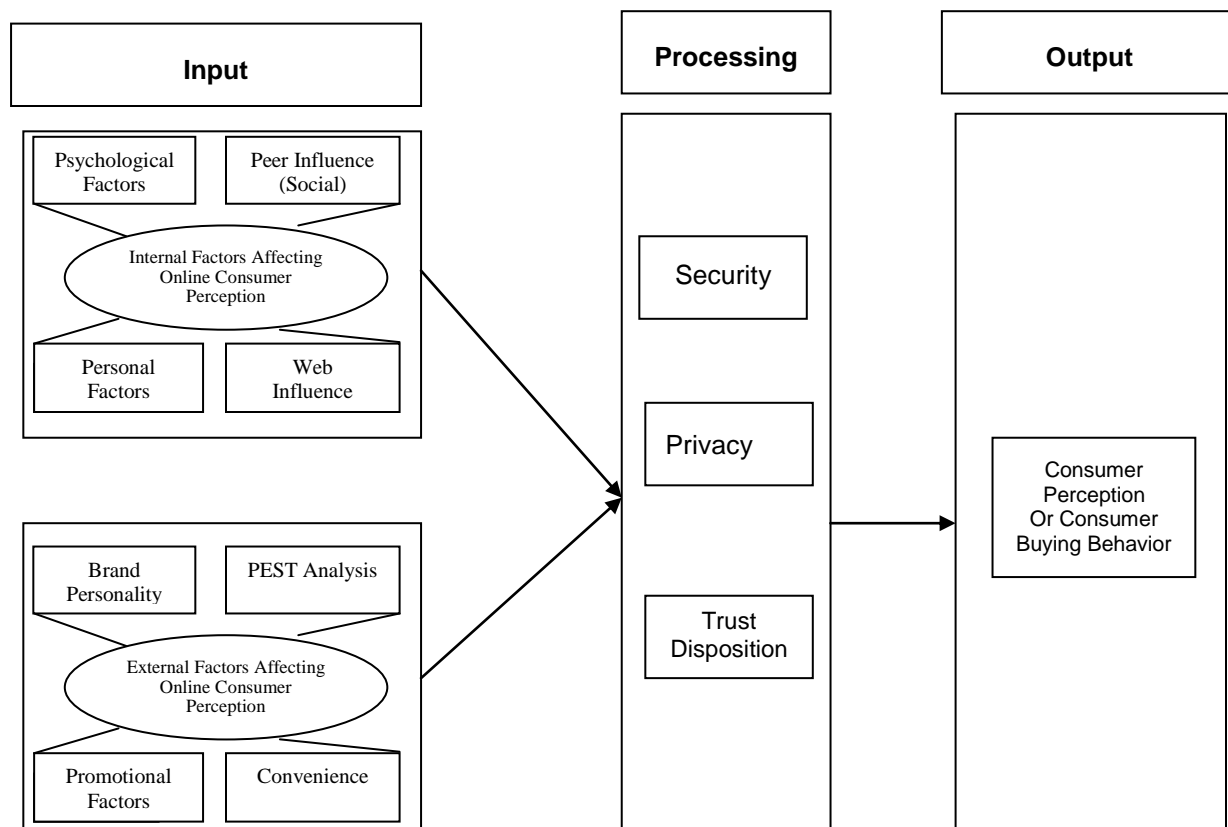 Input
Processing
Output
Psychological
Factors
Peer Influence
(Social)
Internal Factors Affecting
Online Consumer
Perception
Personal
Factors
Web
Influence
Brand
Personality
PEST Analysis
External Factors Affecting
Online Consumer
Perception
Promotional
Factors
Convenience
Security
Privacy
Trust
Disposition
Consumer
Perception
Or Consumer
Buying Behavior